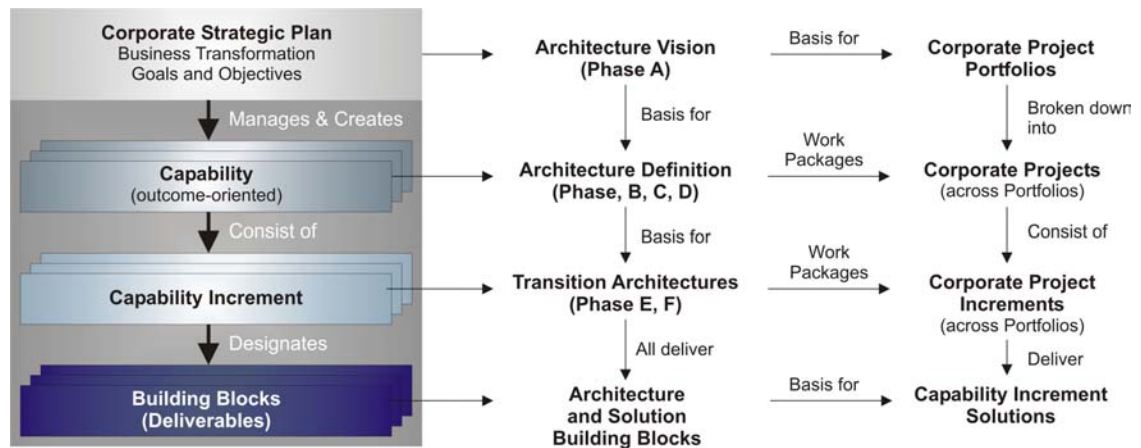 Corporate Strategic Plan
Business Transformation
Goals and Objectives
Manages & Creates
Capability
(outcome-oriented)
Consist of
Capability Increment
Designates
Building Blocks
(Deliverables)
Architecture Vision
(Phase A)
Basis for
Architecture Definition
(Phase, B, C, D)
Basis for
Transition Architectures
(Phase E, F)
All deliver
Architecture
and Solution
Building Blocks
Basis for
Work
Packages
Work
Packages
Basis for
Corporate Project
Portfolios
Broken down
into
Corporate Projects
(across Portfolios)
Consist of
Corporate Project
Increments
(across Portfolios)
Deliver
Capability Increment
Solutions